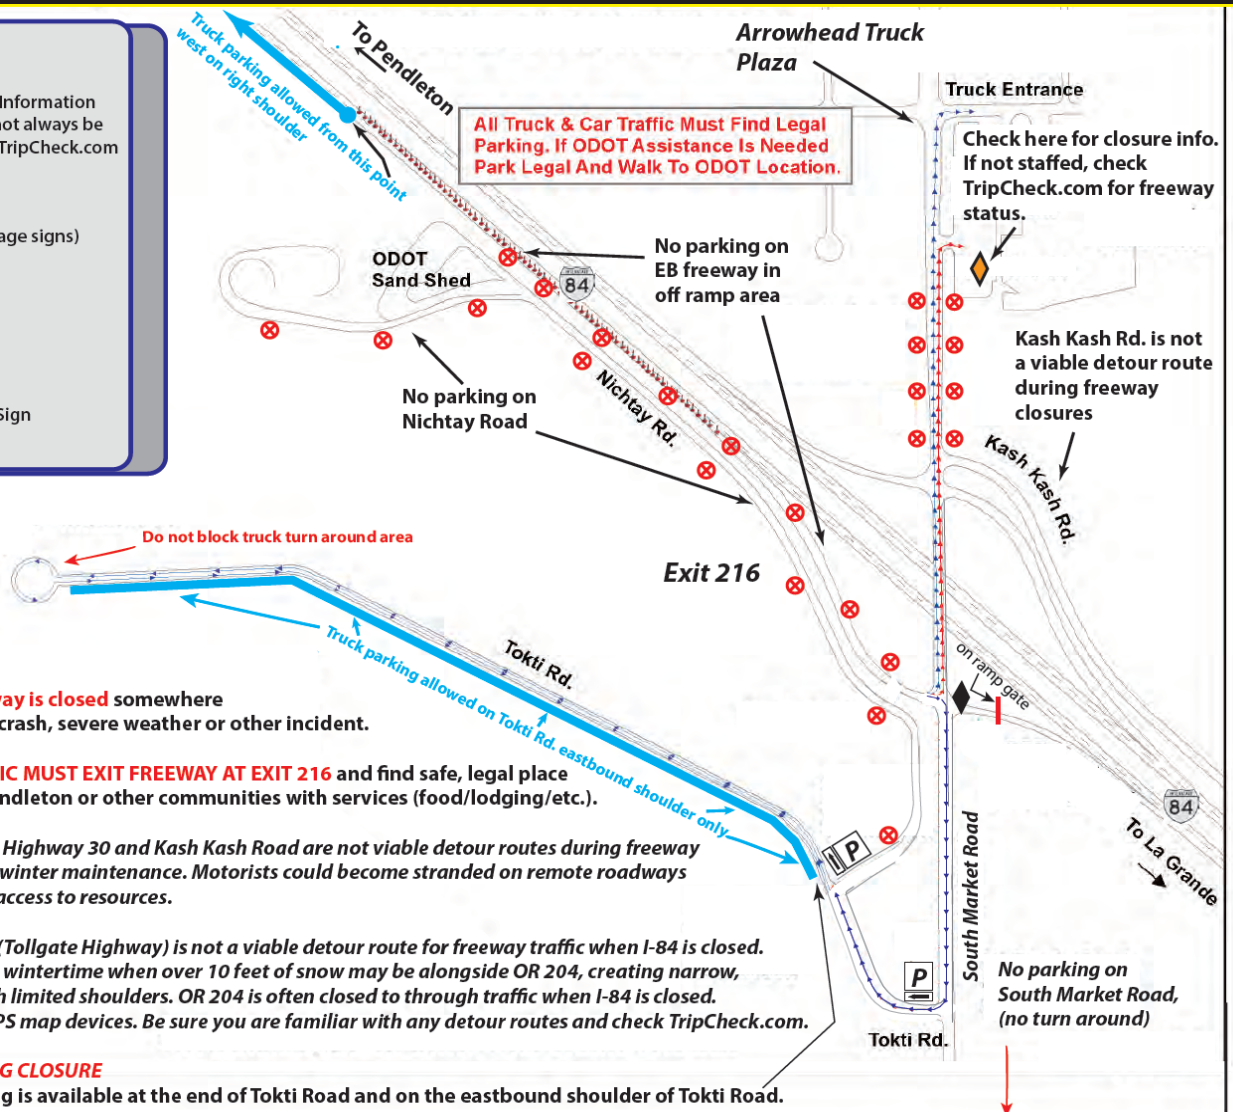 Information
not always be
TripCheck.com
age signs)
Sign
Truck parking allowed from this point
west on right shoulder
To Pendleton
Arrowhead Truck
Plaza
Truck Entrance
All Truck & Car Traffic Must Find Legal
Parking. If ODOT Assistance Is Needed
Park Legal And Walk To ODOT Location.
Check here for closure info.
If not staffed, check
TripCheck.com for freeway
status.
ODOT
Sand Shed
84
No parking on
EB freeway in
off ramp area
Kash Kash Rd. is not
a viable detour route
during freeway
closures
No parking on
Nichtay Road
Nichtay Rd.
Kash Kash Rd.
Do not block truck turn around area
Exit 216
Truck parking allowed on Tokti Rd. eastbound shoulder only
Tokti Rd.
on ramp gate
way is closed somewhere
crash, severe weather or other incident.
IC MUST EXIT FREEWAY AT EXIT 216 and find safe, legal place
ndleton or other communities with services (food/lodging/etc.).
84
To La Grande
P
South Market Road
Highway 30 and Kash Kash Road are not viable detour routes during freeway
winter maintenance. Motorists could become stranded on remote roadways
access to resources.
(Tollgate Highway) is not a viable detour route for freeway traffic when I-84 is closed.
wintertime when over 10 feet of snow may be alongside OR 204, creating narrow,
h limited shoulders. OR 204 is often closed to through traffic when I-84 is closed.
PS map devices. Be sure you are familiar with any detour routes and check TripCheck.com.
P
No parking on
South Market Road,
(no turn around)
Tokti Rd.
G CLOSURE
g is available at the end of Tokti Road and on the eastbound shoulder of Tokti Road.